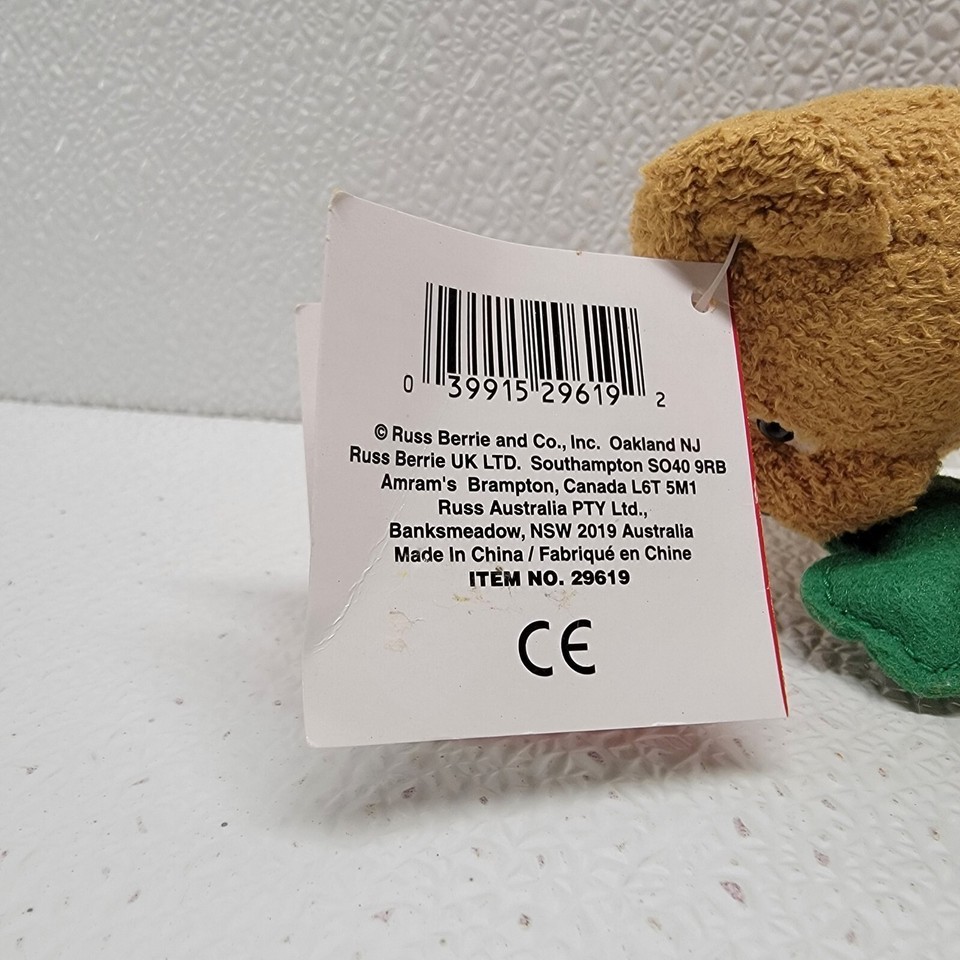 0 39915 29619 2
© Russ Berrie and Co., Inc. Oakland NJ
Russ Berrie UK LTD. Southampton SO40 9RB
Amram's Brampton, Canada L6T 5M1
Russ Australia PTY Ltd.,
Banksmeadow, NSW 2019 Australia
Made In China / Fabriqué en Chine
ITEM NO. 29619
CE